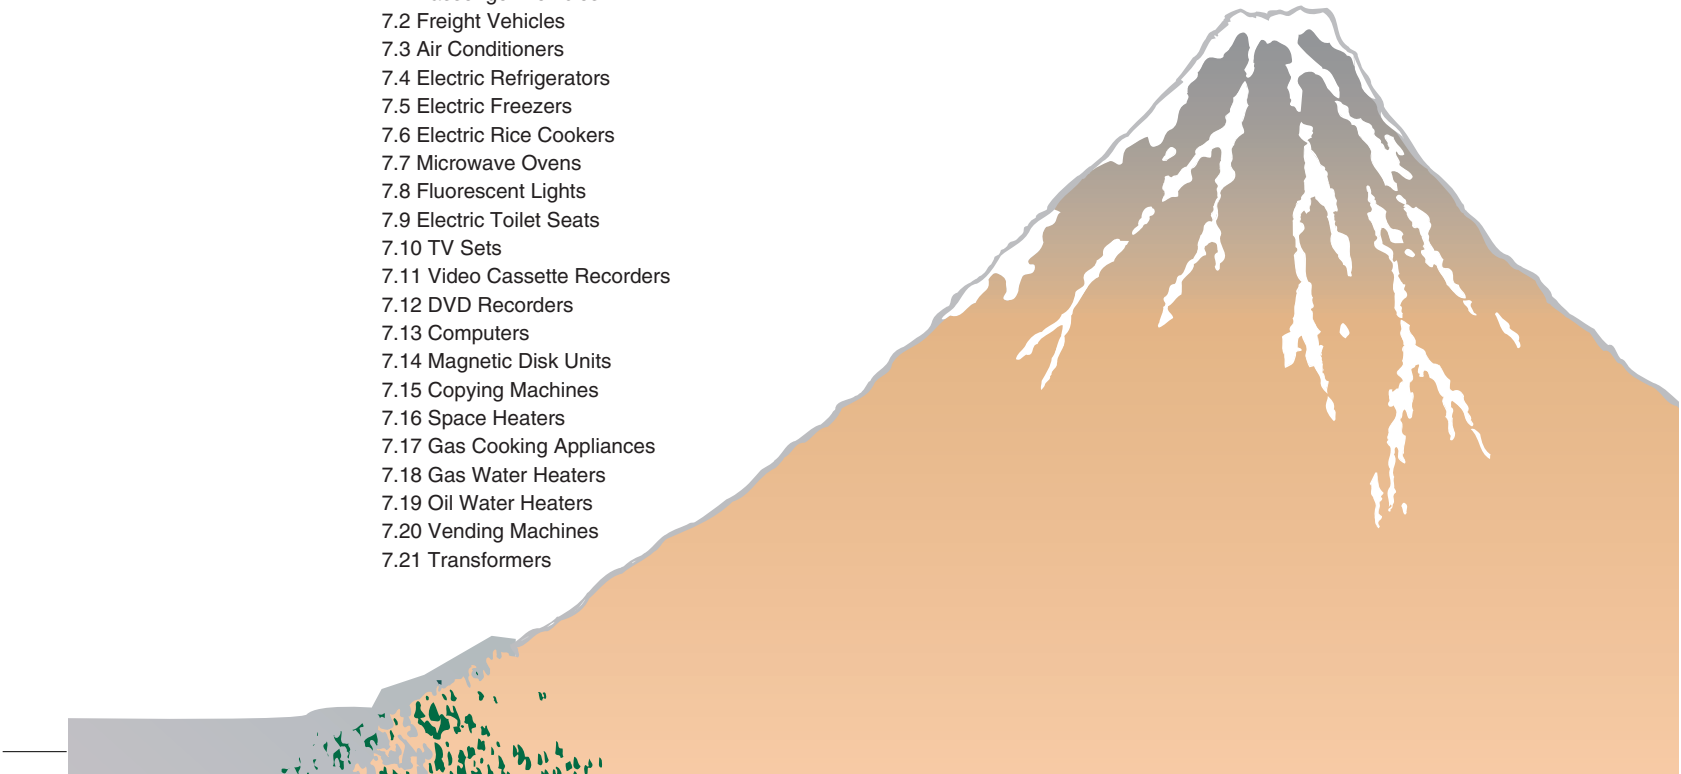 7.2 Freight Vehicles
7.3 Air Conditioners
7.4 Electric Refrigerators
7.5 Electric Freezers
7.6 Electric Rice Cookers
7.7 Microwave Ovens
7.8 Fluorescent Lights
7.9 Electric Toilet Seats
7.10 TV Sets
7.11 Video Cassette Recorders
7.12 DVD Recorders
7.13 Computers
7.14 Magnetic Disk Units
7.15 Copying Machines
7.16 Space Heaters
7.17 Gas Cooking Appliances
7.18 Gas Water Heaters
7.19 Oil Water Heaters
7.20 Vending Machines
7.21 Transformers